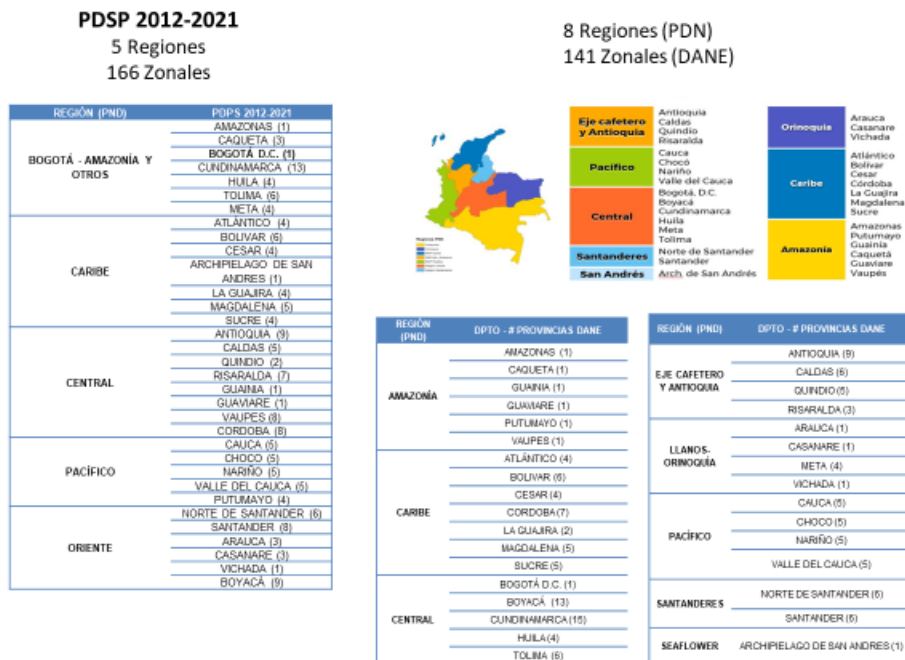 PDSP 2012-2021
5 Regiones
166 Zonales
REGIÓN (PND) PDPS 2012-2021
BOGOTÁ - AMAZONÍA Y OTROS
AMAZONAS (1)
CAQUETA (3)
BOGOTÁ D.C. (1)
CUNDINAMARCA (13)
HUILA (4)
TOLIMA (6)
META (4)
CARIBE
ATLÁNTICO (4)
BOLIVAR (6)
CESAR (4)
ARCHIPIELAGO DE SAN
ANDRES (1)
LA GUAJIRA (4)
MAGDALENA (5)
SUCRE (4)
CENTRAL
ANTIOQUIA (9)
CALDAS (5)
QUINDIO (2)
RISARALDA (7)
GUAINIA (1)
GUAVIARE (1)
VAUPES (8)
CORDOBA (8)
PACÍFICO
CAUCA (5)
CHOCO (5)
NARIÑO (5)
VALLE DEL CAUCA (5)
PUTUMAYO (4)
ORIENTE
NORTE DE SANTANDER (6)
SANTANDER (8)
ARAUCA (3)
CASANARE (3)
VICHADA (1)
BOYACÁ (9)
8 Regiones (PDN)
141 Zonales (DANE)
Eje cafetero
y Antioquia
Antioquia
Caldas
Quindio
Risaralda
Pacífico
Cauca
Chocó
Nariño
Valle del Cauca
Central
Bogotá, D.C.
Boyacá
Cundinamarca
Huila
Meta
Tolima
Santanderes
Norte de Santander
Santander
San Andrés
Arch. de San Andrés
Orinoquia
Arauca
Casanare
Vichada
Caribe
Atlántico
Bolívar
Cesar
Córdoba
La Guajira
Magdalena
Sucre
Amazonía
Amazonas
Putumayo
Guainía
Caquetá
Guaviare
Vaupés
REGIÓN
(PND)
DPTO - # PROVINCIAS DANE
AMAZONÍA
AMAZONAS (1)
CAQUETA (1)
GUAINIA (1)
GUAVIARE (1)
PUTUMAYO (1)
VAUPES (1)
CARIBE
ATLÁNTICO (4)
BOLIVAR (6)
CESAR (4)
CORDOBA(7)
LA GUAJIRA (2)
MAGDALENA (5)
SUCRE (5)
CENTRAL
BOGOTÁ D.C. (1)
BOYACÁ (13)
CUNDINAMARCA (15)
HUILA (4)
TOLIMA (6)
REGIÓN (PND) DPTO - # PROVINCIAS DANE
EJE CAFETERO
Y ANTIOQUIA
ANTIOQUIA (9)
CALDAS (6)
QUINDIO (5)
RISARALDA (3)
LLANOS-
ORINOQUÍA
ARAUCA (1)
CASANARE (1)
META (4)
VICHADA (1)
PACÍFICO
CAUCA (5)
CHOCO (5)
NARIÑO (5)
VALLE DEL CAUCA (5)
SANTANDERES
NORTE DE SANTANDER (6)
SANTANDER (6)
SEAFLOWER
ARCHIPIELAGO DE SAN ANDRES (1)